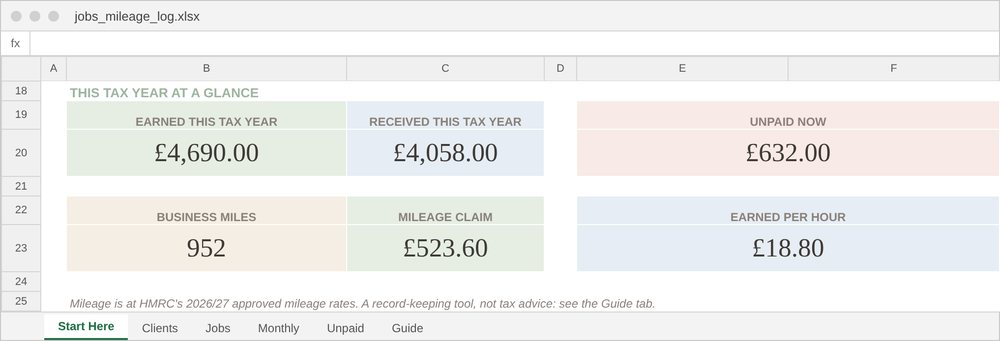 jobs_mileage_log.xlsx
fx
A B C D E F
18 THIS TAX YEAR AT A GLANCE
19 EARNED THIS TAX YEAR RECEIVED THIS TAX YEAR UNPAID NOW
20 £4,690.00 £4,058.00 £632.00
21
22 BUSINESS MILES MILEAGE CLAIM EARNED PER HOUR
23 952 £523.60 £18.80
24
25 Mileage is at HMRC's 2026/27 approved mileage rates. A record-keeping tool, not tax advice: see the Guide tab.
Start Here Clients Jobs Monthly Unpaid Guide